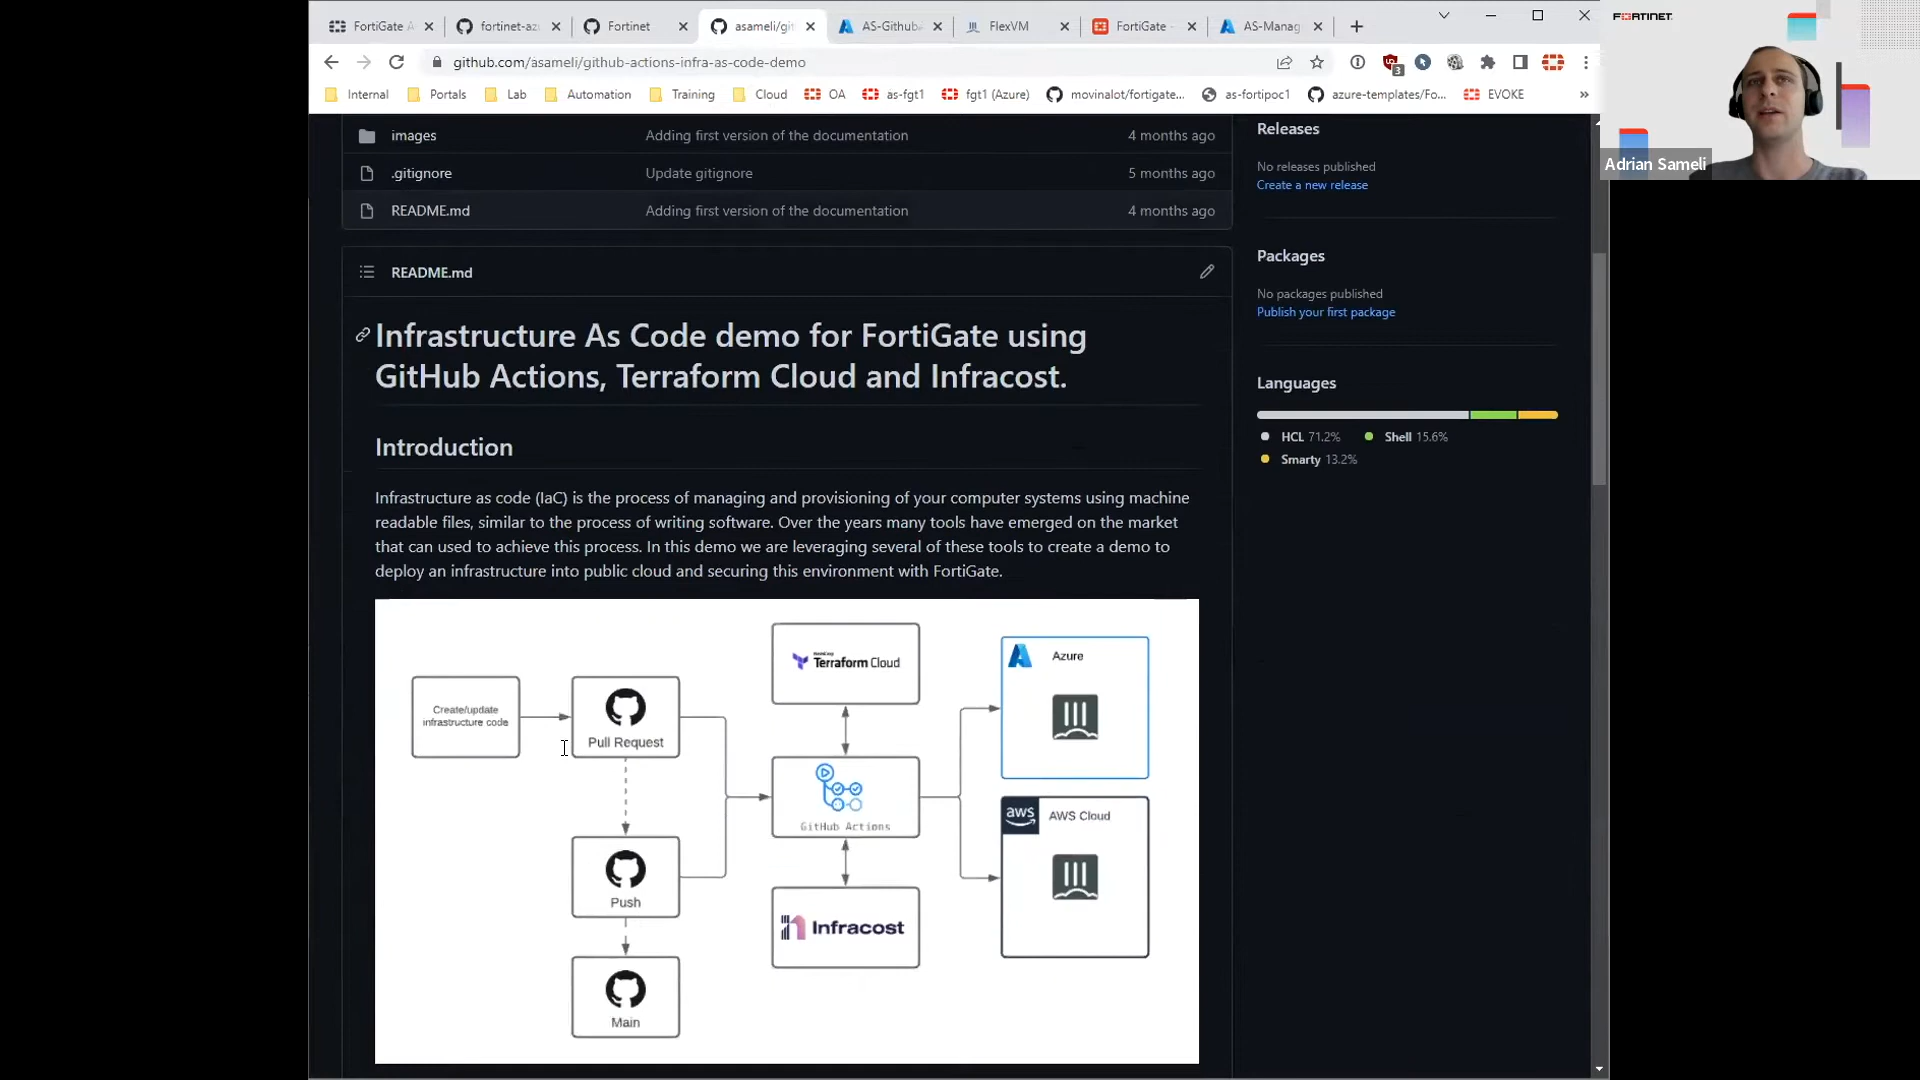 FortiGate A
fortinet-az
Fortinet
asameli/git
AS-Github
FlexVM
FortiGate -
AS-Manag
github.com/asameli/github-actions-infra-as-code-demo
3
Internal
Portals
Lab
Automation
Training
Cloud
OA
as-fgt1
fgt1 (Azure)
movinalot/fortigate...
as-fortipoc1
azure-templates/Fo...
EVOKE
»
FORTINET
Adrian Sameli
images
Adding first version of the documentation
4 months ago
.gitignore
Update gitignore
5 months ago
README.md
Adding first version of the documentation
4 months ago
README.md
Infrastructure As Code demo for FortiGate using
GitHub Actions, Terraform Cloud and Infracost.
Introduction
Infrastructure as code (IaC) is the process of managing and provisioning of your computer systems using machine
readable files, similar to the process of writing software. Over the years many tools have emerged on the market
that can used to achieve this process. In this demo we are leveraging several of these tools to create a demo to
deploy an infrastructure into public cloud and securing this environment with FortiGate.
Create/update
infrastructure code
Pull Request
Push
Main
Terraform Cloud
GitHub Actions
Infracost
Azure
aws
AWS Cloud
Releases
No releases published
Create a new release
Packages
No packages published
Publish your first package
Languages
HCL 71.2%
Shell 15.6%
Smarty 13.2%